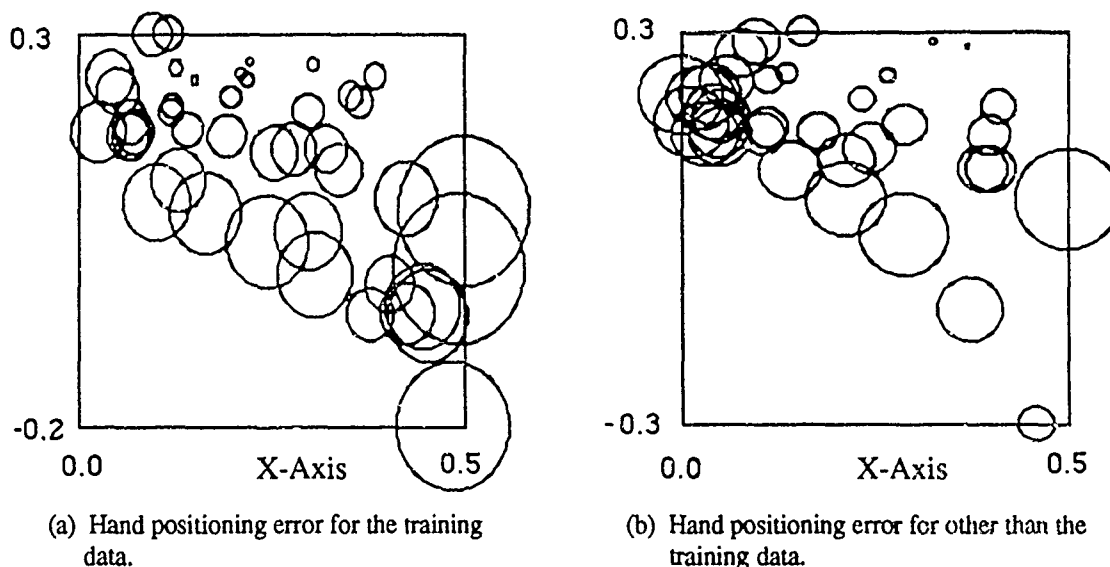 0.3
-0.2
0.0
X-Axis
0.5
(a) Hand positioning error for the training
data.
0.3
-0.3
0.0
X-Axis
0.5
(b) Hand positioning error for other than the
training data.